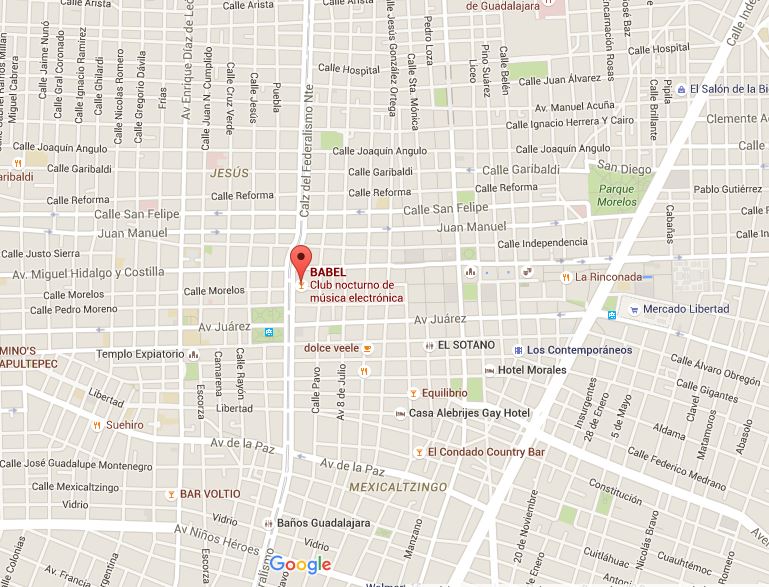 Calle Arista
Calle Arista
Calle Arista
de Guadalajara
José Baz
Encarnación Rosas
Calle Jaime Nunó
Calle Gral Coronado
Calle Ignacio Ramírez
Calle Ghilardi
Calle Nicolas Romero
Calle Gregorio Dávila
Miguel Cabrera
Frías
Av Enrique Díaz de Leó
Calle Juan N. Cumplido
Calle Cruz Verde
Calle Jesús
Puebla
Calz del Federalismo Nte
Calle Jesús González Ortega
Calle Sta. Mónica
Pedro Loza
Liceo
Pino Suárez
Calle Belén
Calle Hospital
Calle Hospital
Calle Juan Álvarez
Pípila
Calle Brillante
El Salón de la Bi
Av. Manuel Acuña
Calle Ignacio Herrera Y Cairo
Clemente A
Calle Joaquín Angulo
Calle Joaquín Angulo
Garibaldi
JESÚS
Calle Garibaldi
Calle Garibaldi
San Diego
Calle Reforma
Calle Reforma
Calle Reforma
Calle Reforma
Parque
Morelos
Pablo Gutiérrez
Cabañas
Calle San Felipe
Calle San Felipe
Juan Manuel
Juan Manuel
Calle Independencia
Calle Justo Sierra
Av. Miguel Hidalgo y Costilla
BABEL
Club nocturno de
música electrónica
La Rinconada
Calle Morelos
Calle Morelos
Calle Pedro Moreno
Mercado Libertad
Av Juárez
Av Juárez
MINO'S
APULTEPEC
Templo Expiatorio
dolce veele
EL SOTANO
Los Contemporáneos
Hotel Morales
Calle Álvaro Obregón
Calle Gigantes
Escorza
Camarena
Calle Rayón
Calle Pavo
Av 8 de Julio
Equilibrio
Insurgentes
28 de Enero
5 de Mayo
Clavel
Matamoros
Abasolo
Libertad
Libertad
Casa Alebrijes Gay Hotel
Suehiro
Aldama
Av de la Paz
El Condado Country Bar
Calle Federico Medrano
Calle José Guadalupe Montenegro
Av de la Paz
Calle Mexicaltzingo
BAR VOLTIO
MEXICALTZINGO
Constitución
Vidrio
Vidrio
Vidrio
Av Niños Héroes
Baños Guadalajara
Manzano
20 de Noviembre
Nicolás Bravo
Romero
Calle Colonias
Av. Francia
Argentina
Escorza
Google
Walmar
Cuitláhuac
Cuauhtémoc